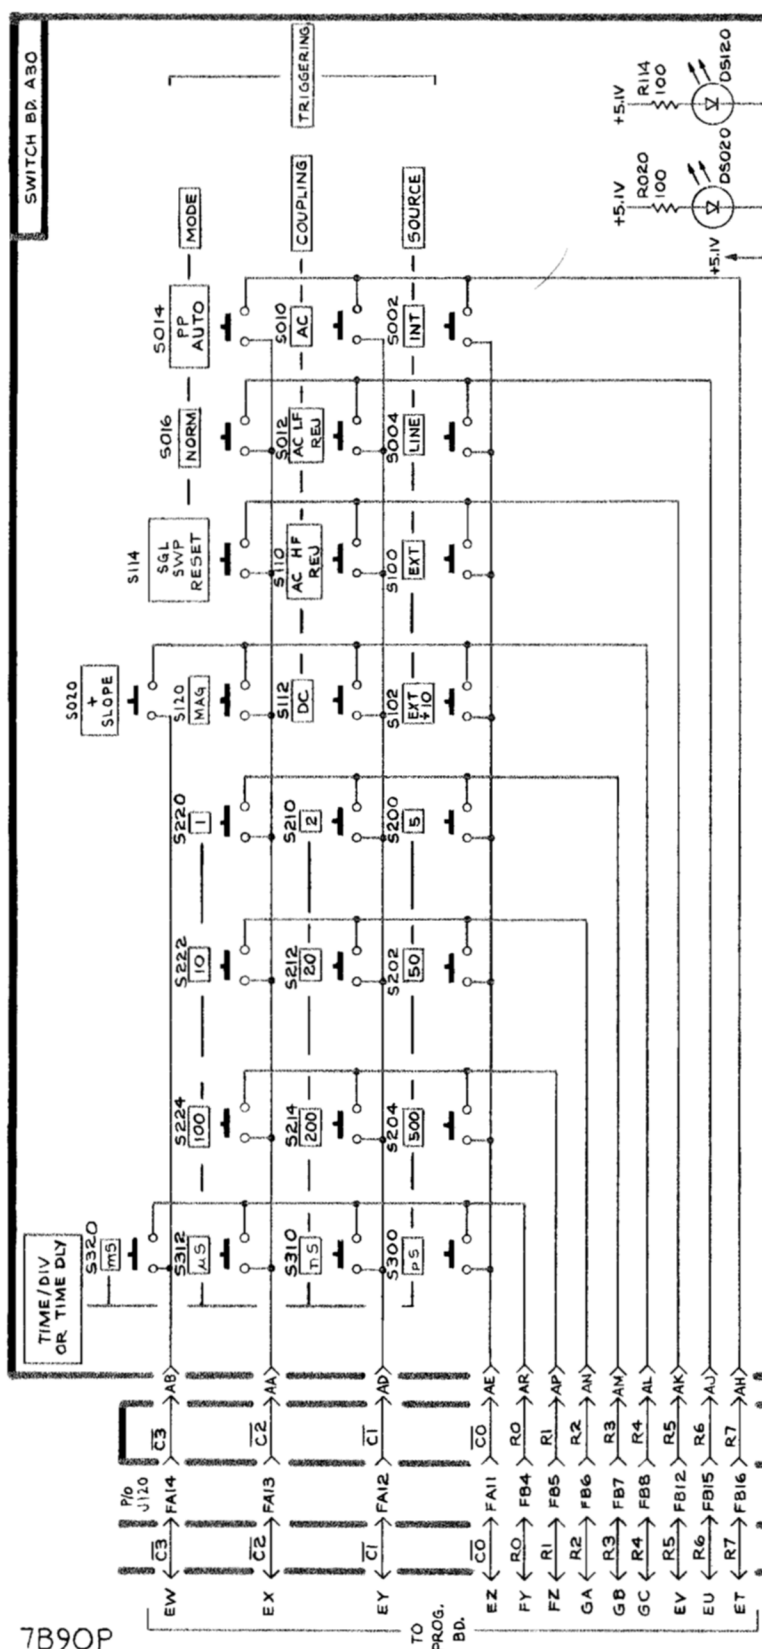 SWITCH BD. A30
TRIGGERING
MODE
COUPLING
SOURCE
+5.1V
R114
100
DS120
+5.1V
R020
100
DS020
+5.1V
S014
PP
AUTO
S010
AC
S002
INT
S016
NORM
S012
AC LF
REJ
S004
LINE
S114
SGL
SWP
RESET
S110
AC HF
REJ
S100
EXT
S020
+
SLOPE
S120
MAG
S112
DC
S102
EXT
÷10
S220
1
S210
2
S200
5
S222
10
S212
20
S202
50
S224
100
S214
200
S204
500
TIME/DIV
OR TIME DLY
S320
mS
S312
µS
S310
nS
S300
pS
AB
AA
AD
AE
AR
AP
AN
AM
AL
AK
AJ
AH
C3
C2
C1
C0
R0
R1
R2
R3
R4
R5
R6
R7
P/O
J120
FA14
FA13
FA12
FA11
FB4
FB5
FB6
FB7
FB8
FB12
FB15
FB16
C3
C2
C1
C0
R0
R1
R2
R3
R4
R5
R6
R7
EW
EX
EY
EZ
FY
FZ
GA
GB
GC
EV
EU
ET
TO
PROG.
BD.
7B90P